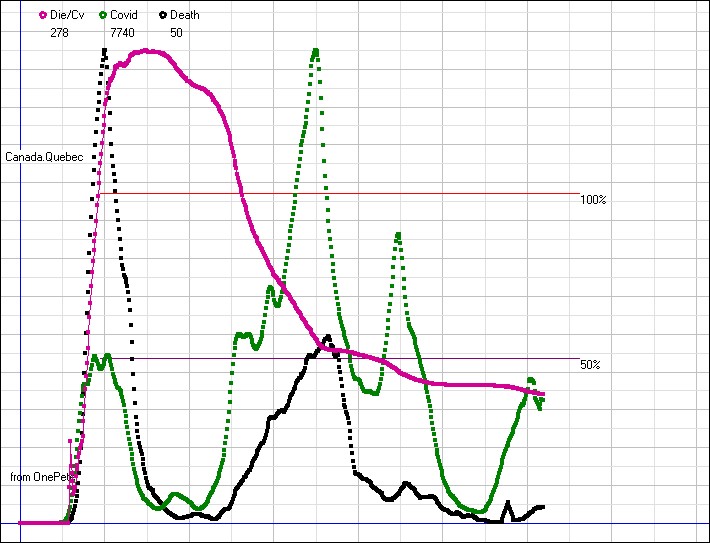 Die/Cv Covid Death
278 7740 50
Canada.Quebec
100%
50%
from OnePet